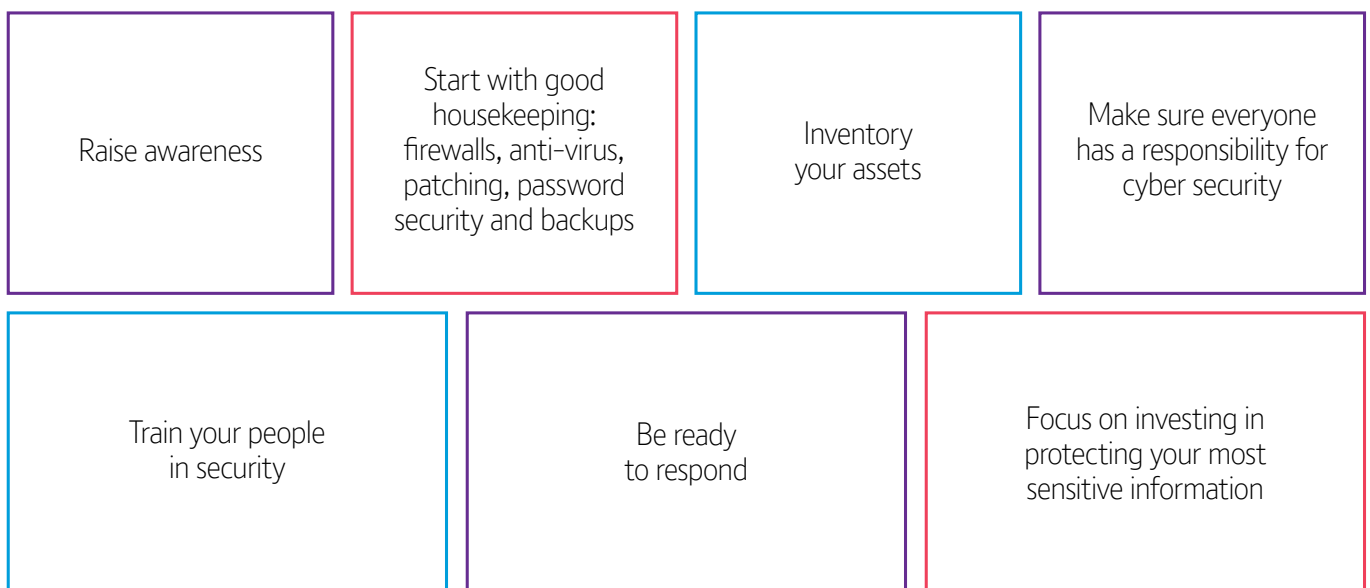 Raise awareness
Start with good
housekeeping:
firewalls, anti-virus,
patching, password
security and backups
Inventory
your assets
Make sure everyone
has a responsibility for
cyber security
Train your people
in security
Be ready
to respond
Focus on investing in
protecting your most
sensitive information